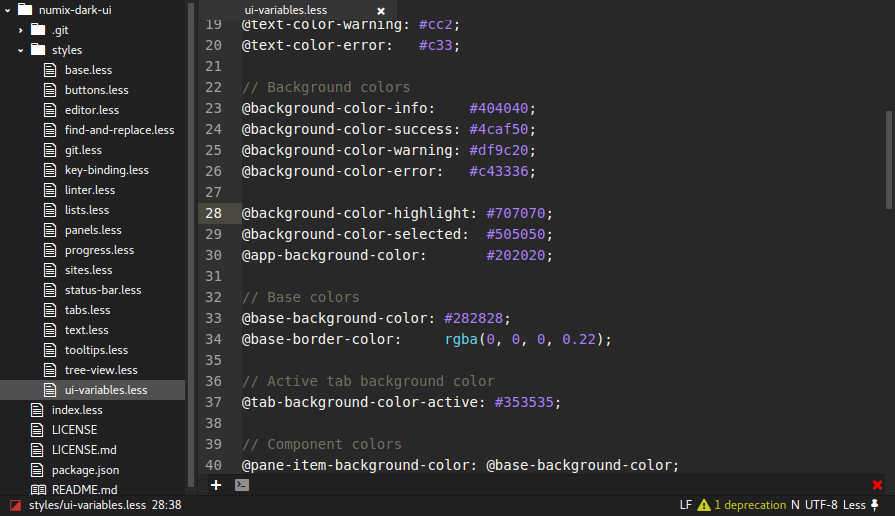 numix-dark-ui
.git
styles
base.less
buttons.less
editor.less
find-and-replace.less
git.less
key-binding.less
linter.less
lists.less
panels.less
progress.less
sites.less
status-bar.less
tabs.less
text.less
tooltips.less
tree-view.less
ui-variables.less
index.less
LICENSE
LICENSE.md
package.json
README.md
ui-variables.less
19 @text-color-warning: #cc2;
20 @text-color-error:   #c33;
21
22 // Background colors
23 @background-color-info:    #404040;
24 @background-color-success: #4caf50;
25 @background-color-warning: #df9c20;
26 @background-color-error:   #c43336;
27
28 @background-color-highlight: #707070;
29 @background-color-selected:  #505050;
30 @app-background-color:       #202020;
31
32 // Base colors
33 @base-background-color: #282828;
34 @base-border-color:     rgba(0, 0, 0, 0.22);
35
36 // Active tab background color
37 @tab-background-color-active: #353535;
38
39 // Component colors
40 @pane-item-background-color: @base-background-color;
styles/ui-variables.less 28:38
LF 1 deprecation N UTF-8 Less